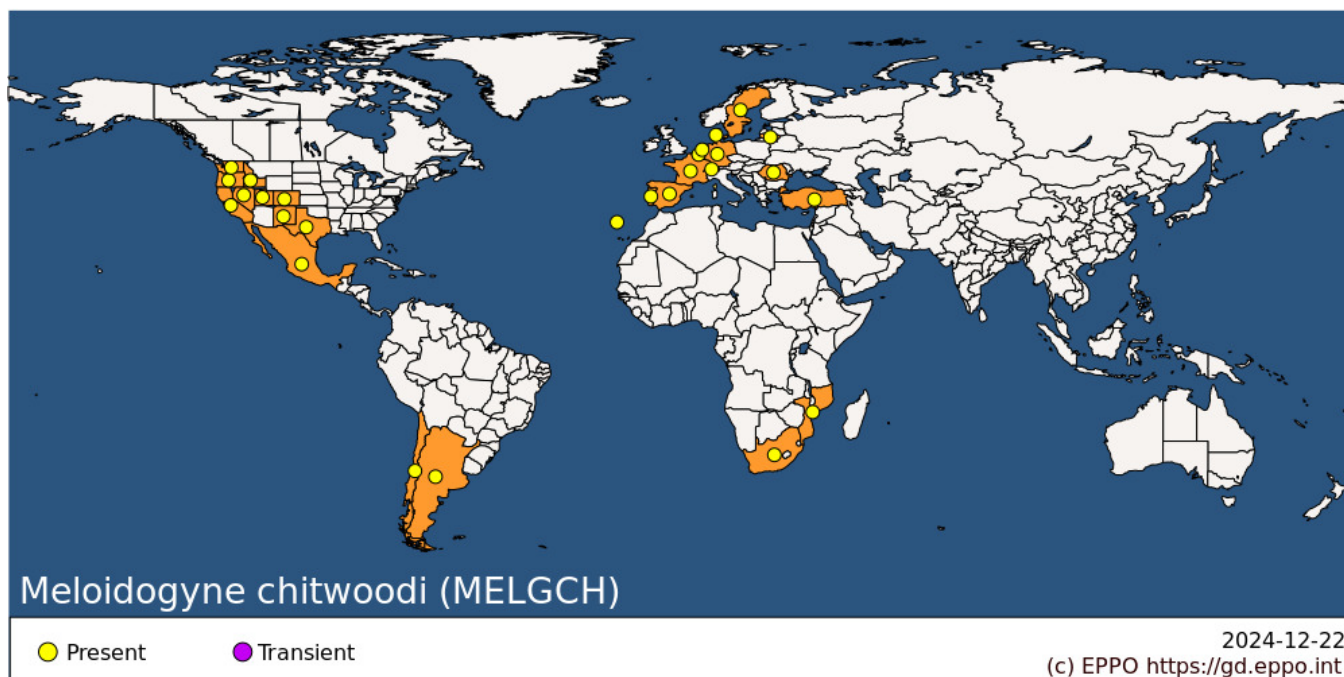 Meloidogyne chitwoodi (MELGCH)
Present
Transient
2024-12-22
(c) EPPO https://gd.eppo.int